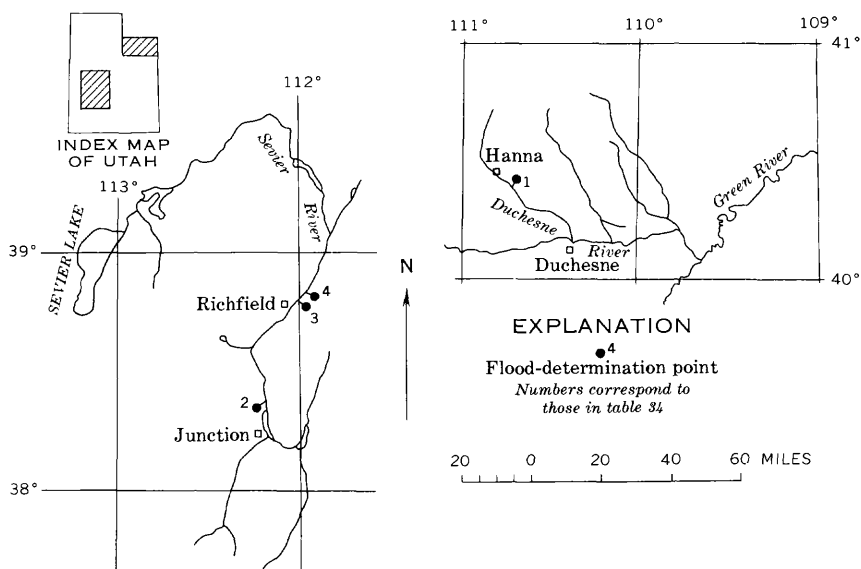 INDEX MAP
OF UTAH
112°
113°
Sevier
River
SEVIER LAKE
39°
Richfield
4
3
2
Junction
38°
N
111°
110°
109°
41°
Hanna
1
Duchesne
River
Duchesne
Green River
40°
EXPLANATION
4
Flood-determination point
Numbers correspond to
those in table 34
20 0 20 40 60 MILES